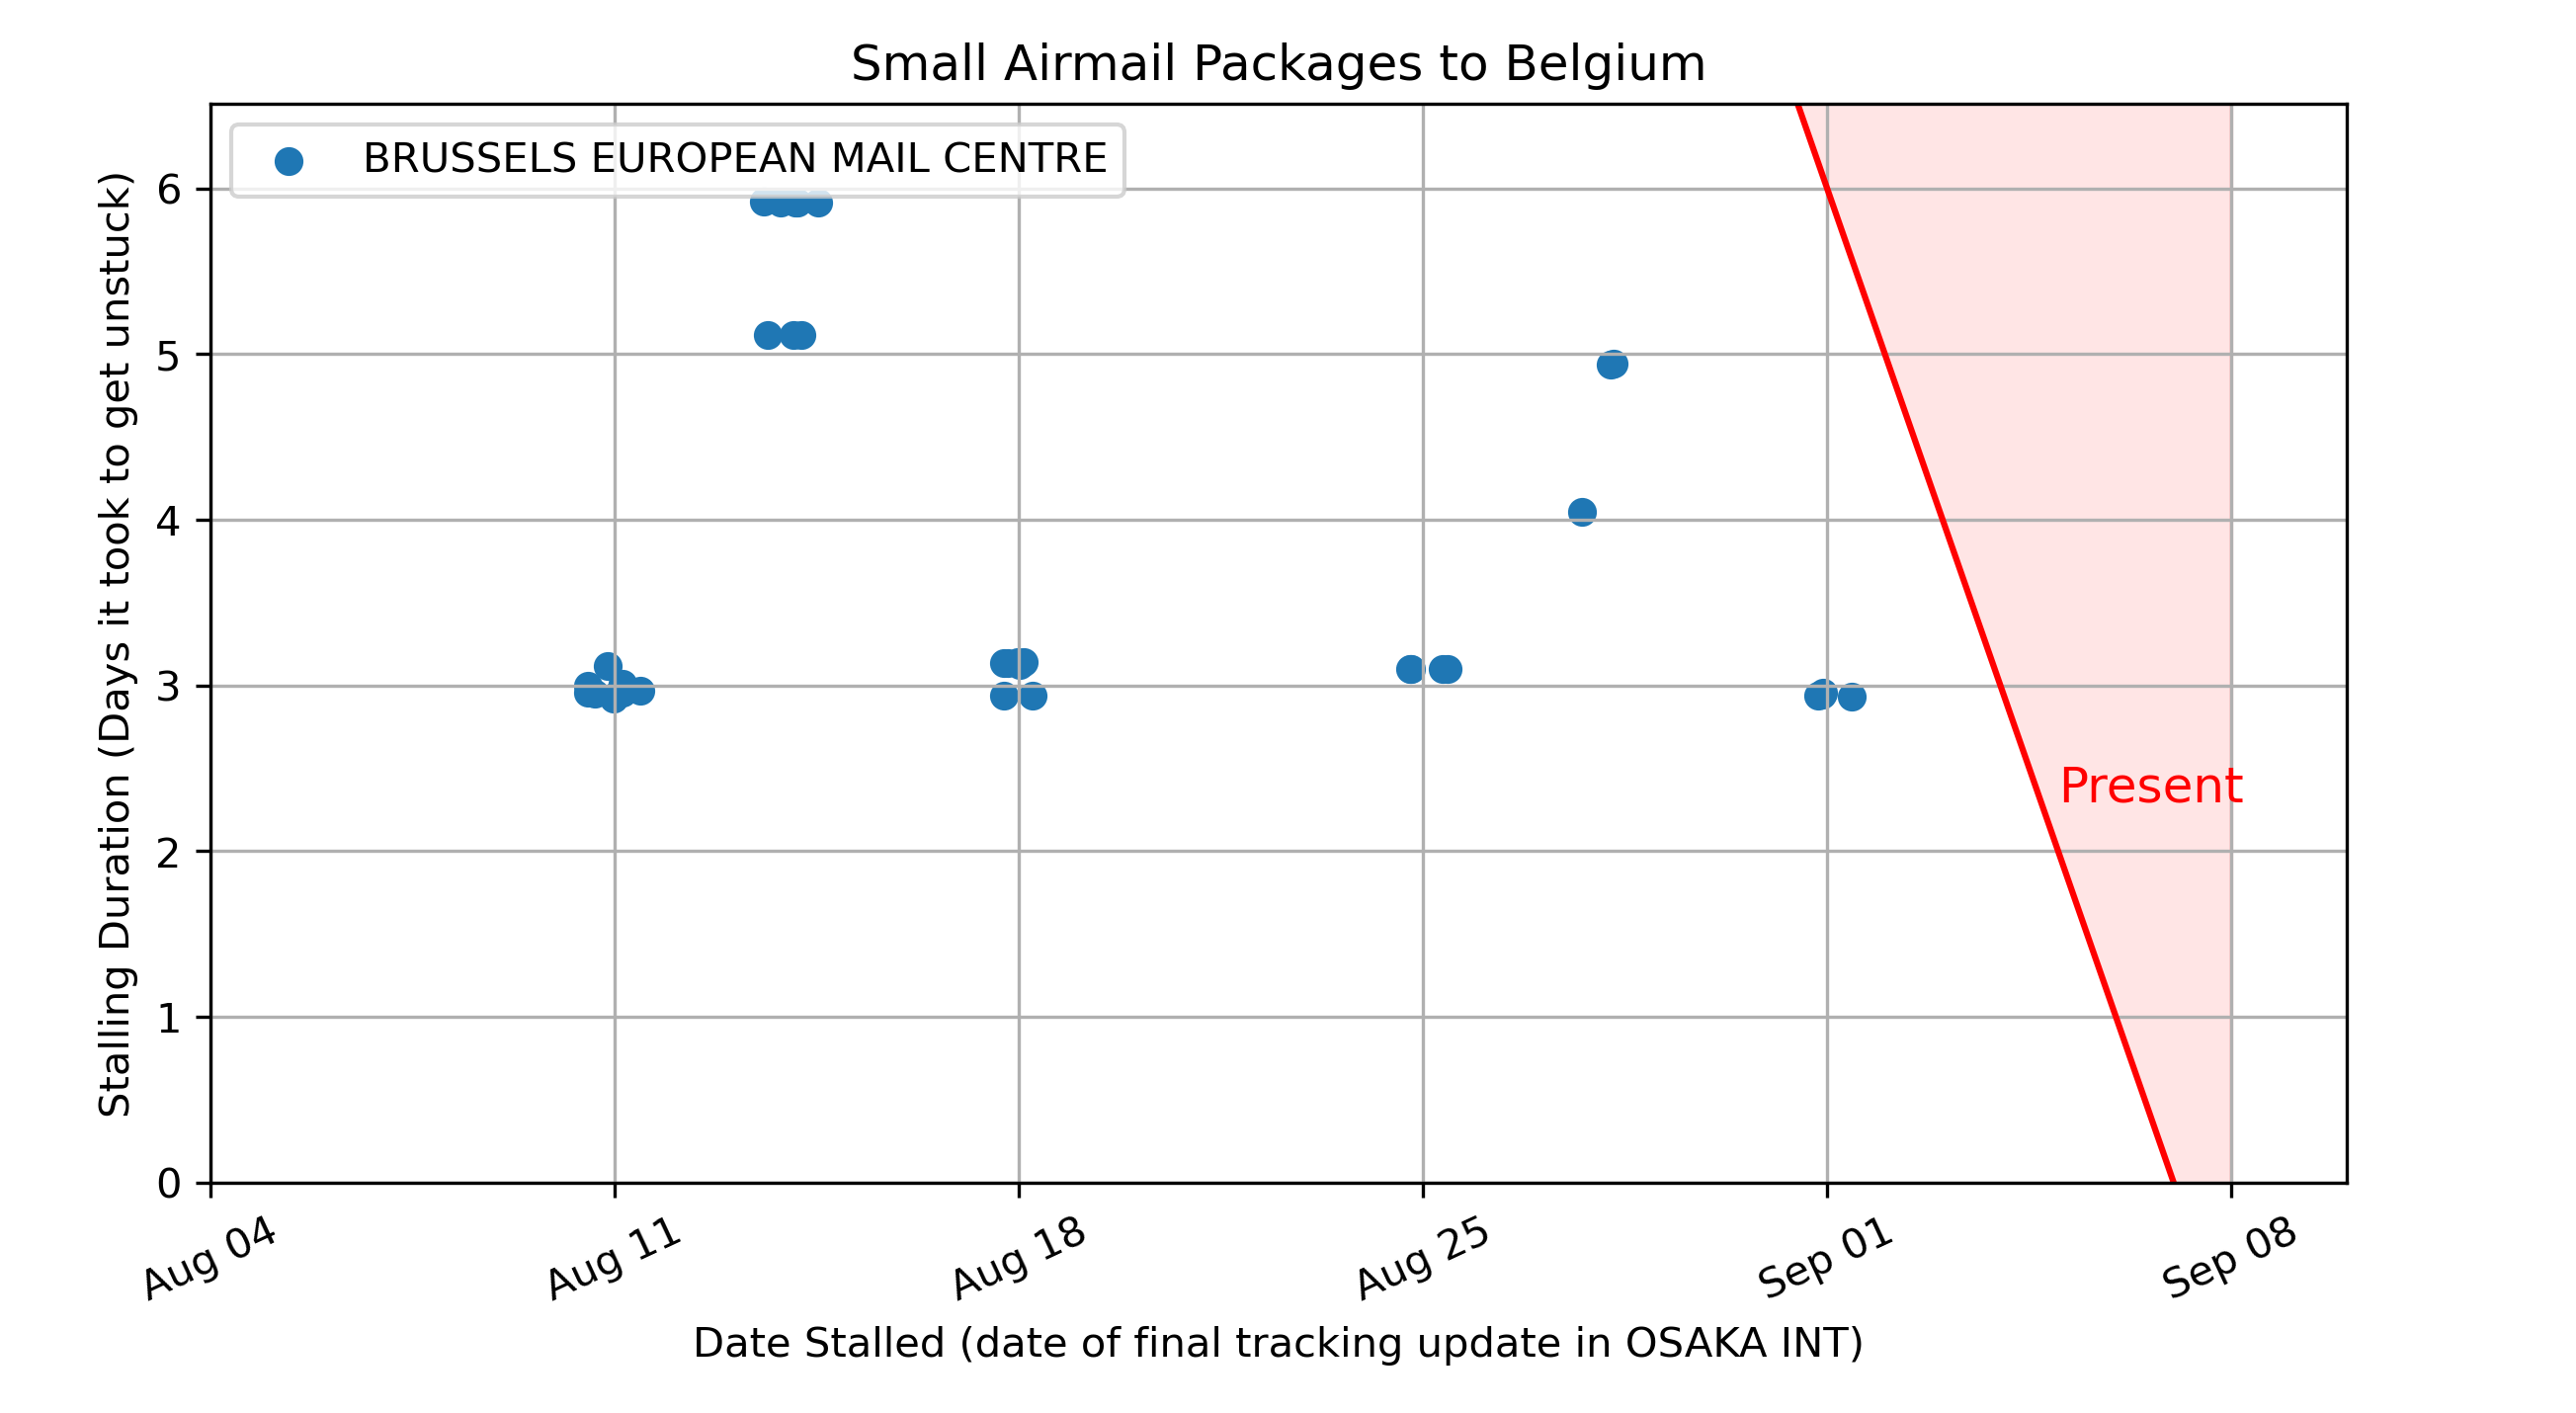 Small Airmail Packages to Belgium
BRUSSELS EUROPEAN MAIL CENTRE
Stalling Duration (Days it took to get unstuck)
6
5
4
3
2
1
0
Present
Aug 04
Aug 11
Aug 18
Aug 25
Sep 01
Sep 08
Date Stalled (date of final tracking update in OSAKA INT)